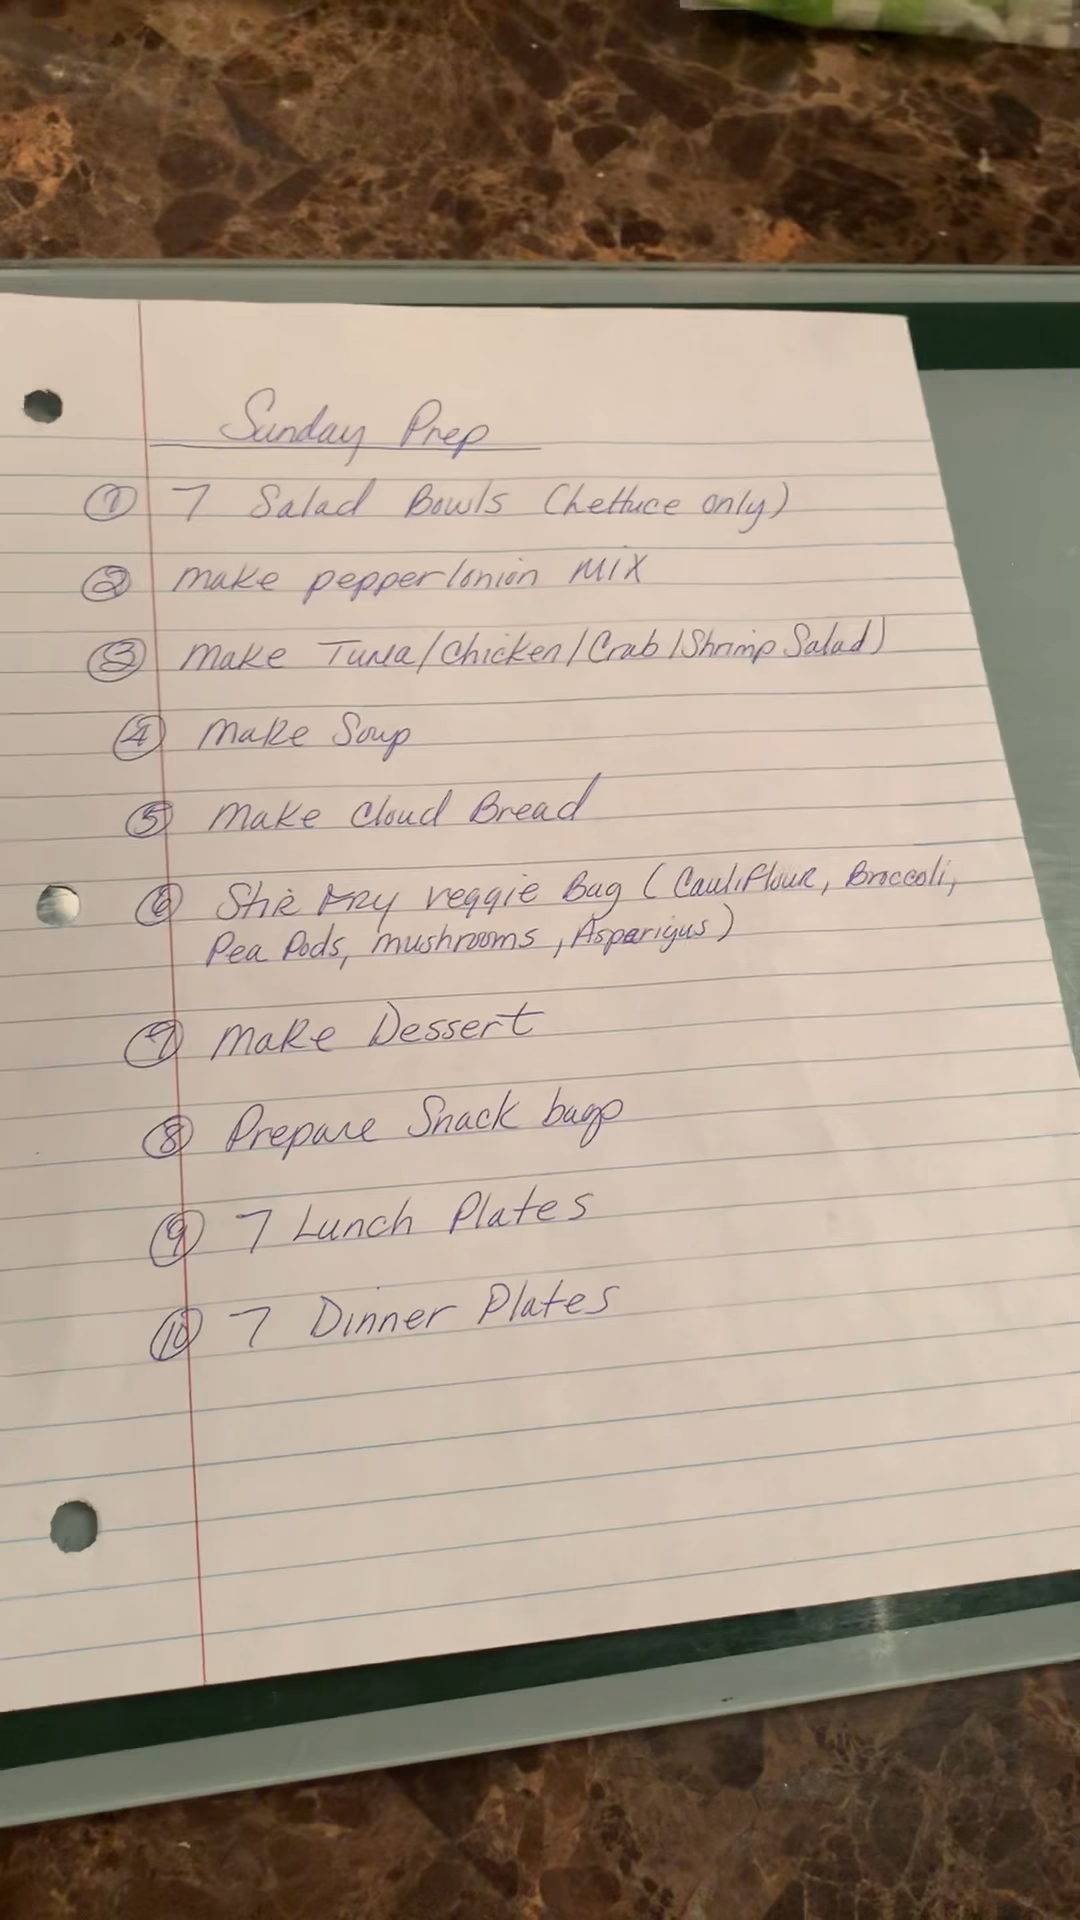 Sunday Prep
① 7 Salad Bowls (Lettuce only)
② Make pepper/onion Mix
③ Make Tuna/Chicken/Crab/Shrimp Salad)
④ Make Soup
⑤ Make Cloud Bread
⑥ Stir Fry veggie Bag (Cauliflour, Broccoli,
Pea Pods, mushrooms, Asparigus)
⑦ Make Dessert
⑧ Prepare Snack bags
⑨ 7 Lunch Plates
⑩ 7 Dinner Plates